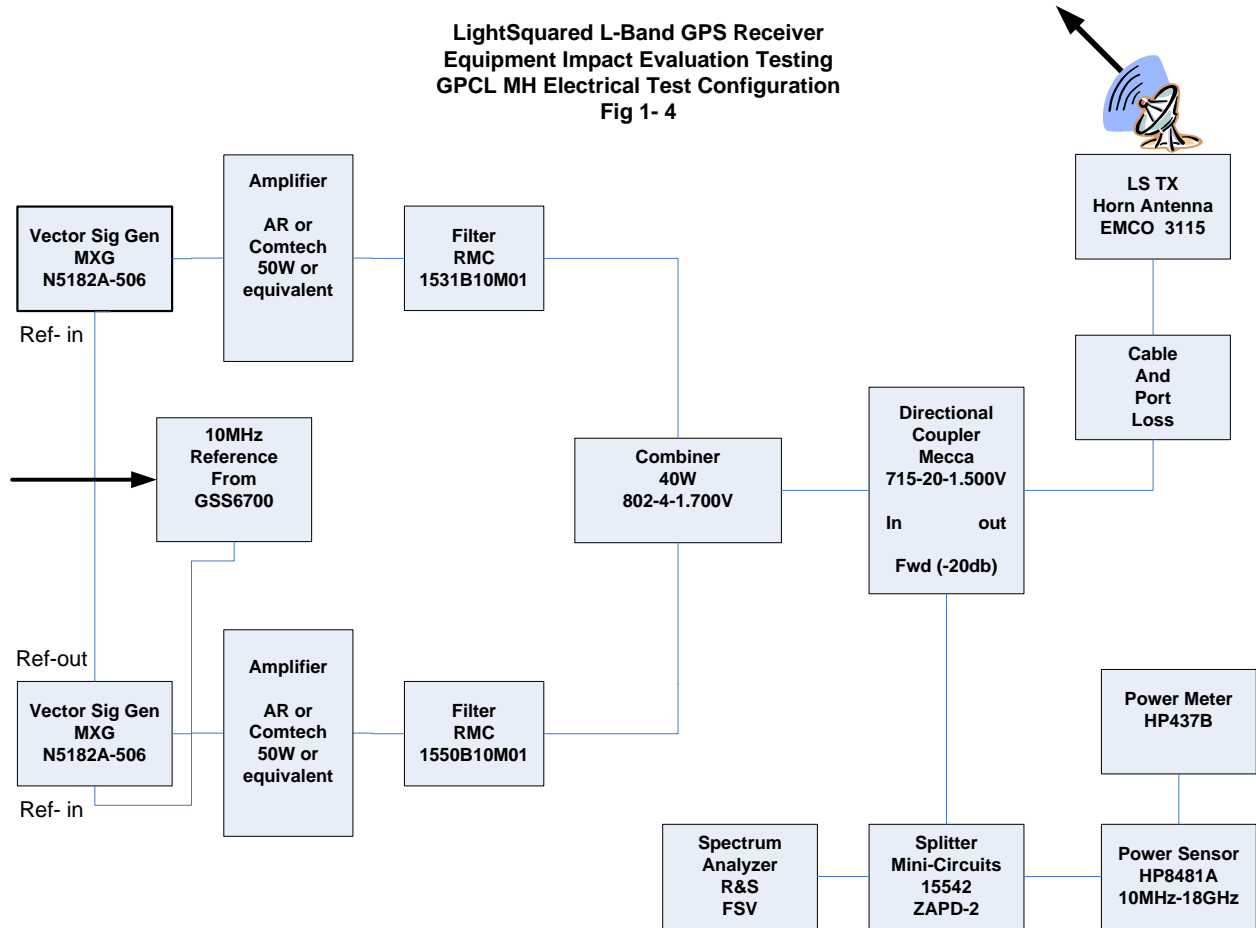 LightSquared L-Band GPS Receiver
Equipment Impact Evaluation Testing
GPCL MH Electrical Test Configuration
Fig 1- 4
LS TX
Horn Antenna
EMCO 3115
Vector Sig Gen
MXG
N5182A-506
Ref- in
Amplifier
AR or
Comtech
50W or
equivalent
Filter
RMC
1531B10M01
Cable
And
Port
Loss
10MHz
Reference
From
GSS6700
Combiner
40W
802-4-1.700V
Directional
Coupler
Mecca
715-20-1.500V
In out
Fwd (-20db)
Ref-out
Vector Sig Gen
MXG
N5182A-506
Ref- in
Amplifier
AR or
Comtech
50W or
equivalent
Filter
RMC
1550B10M01
Power Meter
HP437B
Spectrum
Analyzer
R&S
FSV
Splitter
Mini-Circuits
15542
ZAPD-2
Power Sensor
HP8481A
10MHz-18GHz